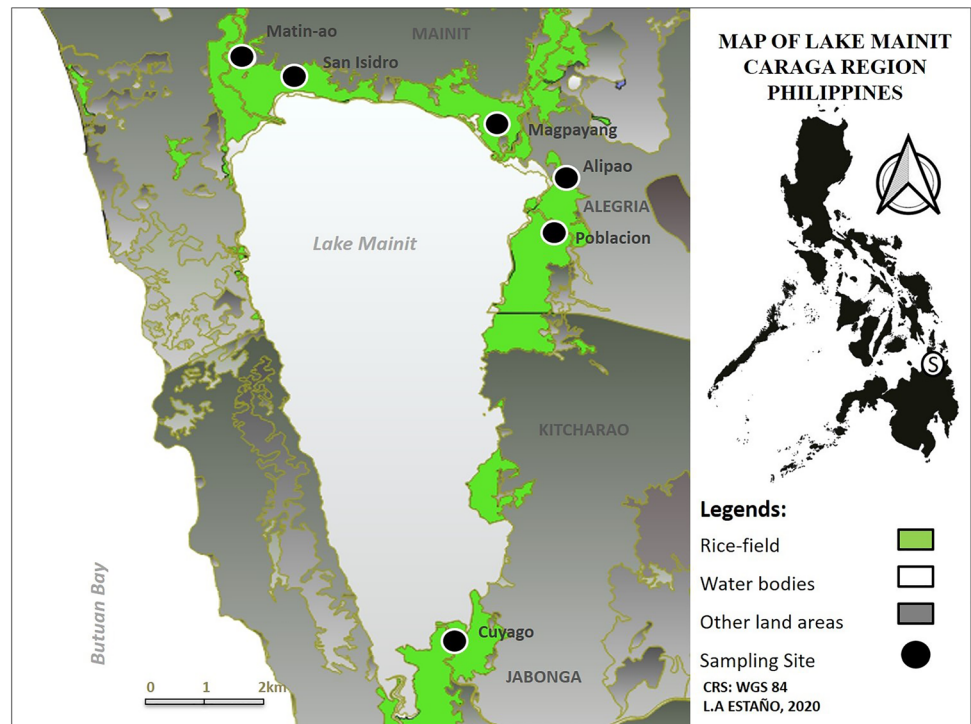 Matin-ao
MAINIT
San Isidro
Magpayang
Alipao
ALEGRIA
Poblacion
Lake Mainit
KITCHARAO
Butuan Bay
Cuyago
JABONGA
0 1 2km
MAP OF LAKE MAINIT
CARAGA REGION
PHILIPPINES
S
Legends:
Rice-field
Water bodies
Other land areas
Sampling Site
CRS: WGS 84
L.A ESTAÑO, 2020